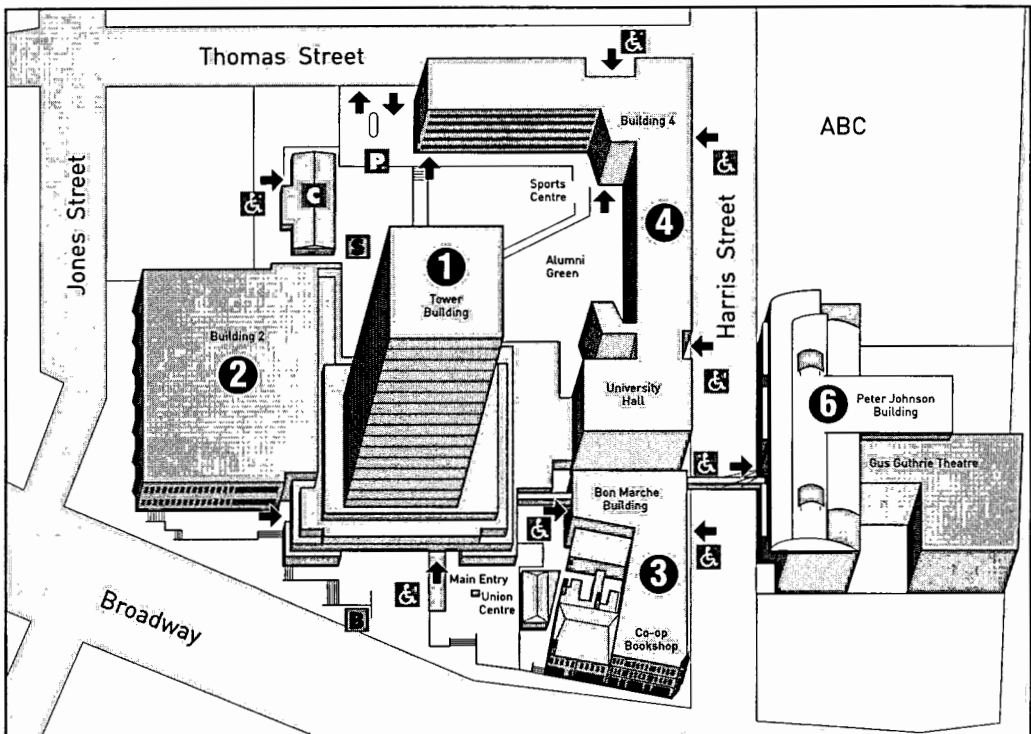 Thomas Street
Jones Street
Harris Street
Broadway
ABC
Building 4
4
P
C
S
Sports
Centre
Alumni
Green
1
Tower
Building
Building 2
2
University
Hall
6
Peter Johnson
Building
Gus Guthrie Theatre
Bon Marche
Building
3
Main Entry
Union
Centre
B
Co-op
Bookshop